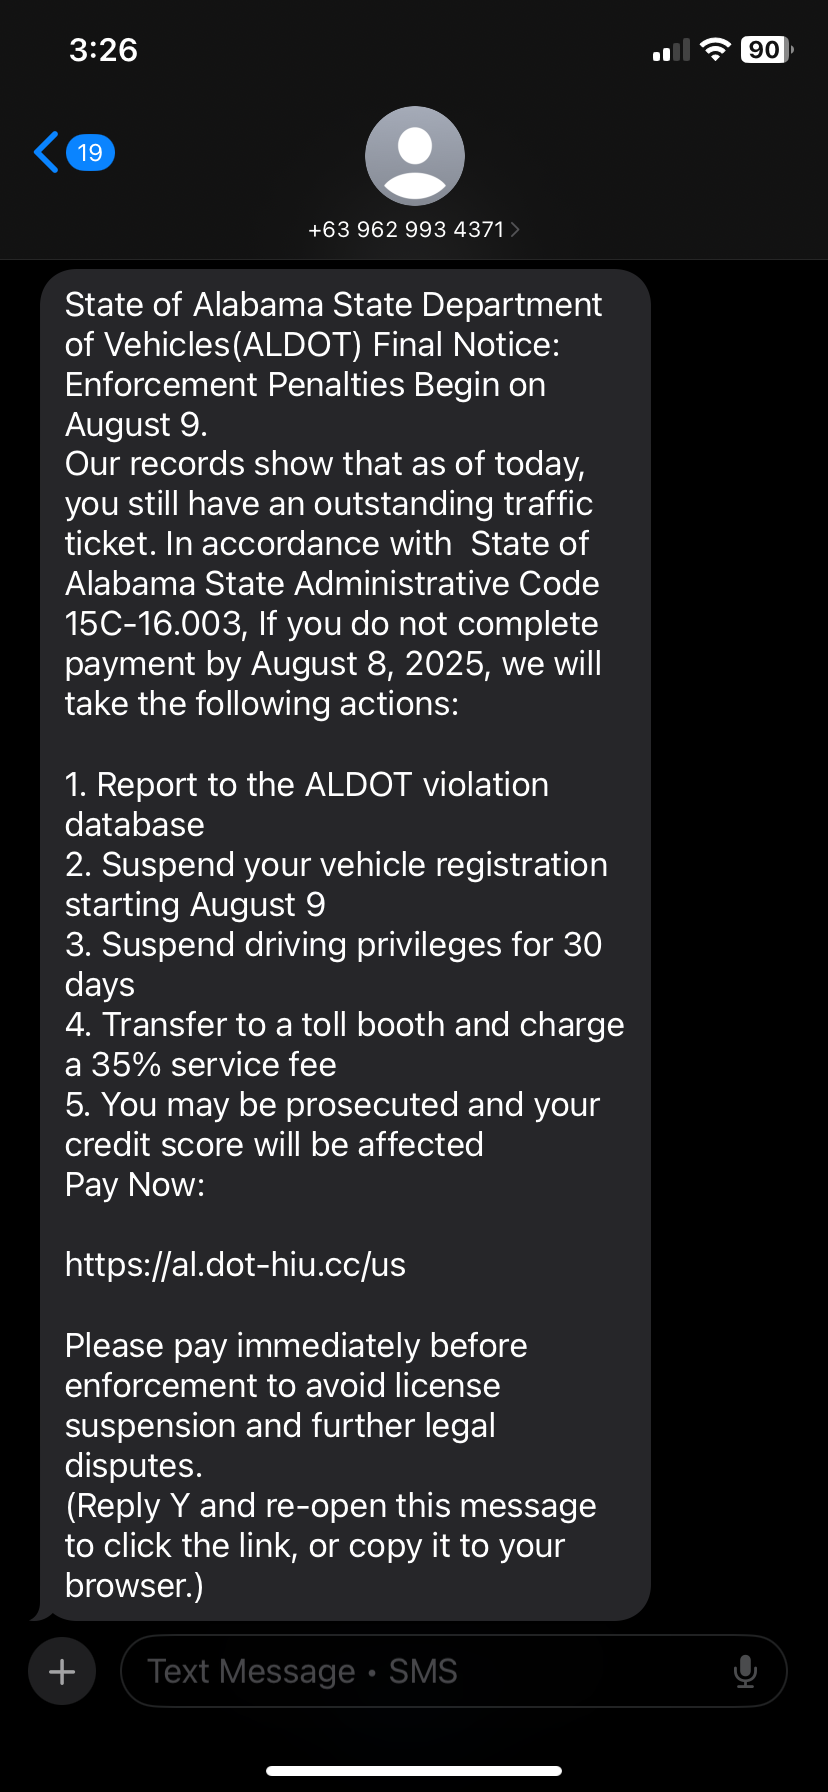 3:26
90
19
+63 962 993 4371
State of Alabama State Department
of Vehicles(ALDOT) Final Notice:
Enforcement Penalties Begin on
August 9.
Our records show that as of today,
you still have an outstanding traffic
ticket. In accordance with  State of
Alabama State Administrative Code
15C-16.003, If you do not complete
payment by August 8, 2025, we will
take the following actions:
1. Report to the ALDOT violation
database
2. Suspend your vehicle registration
starting August 9
3. Suspend driving privileges for 30
days
4. Transfer to a toll booth and charge
a 35% service fee
5. You may be prosecuted and your
credit score will be affected
Pay Now:
https://al.dot-hiu.cc/us
Please pay immediately before
enforcement to avoid license
suspension and further legal
disputes.
(Reply Y and re-open this message
to click the link, or copy it to your
browser.)
Text Message • SMS